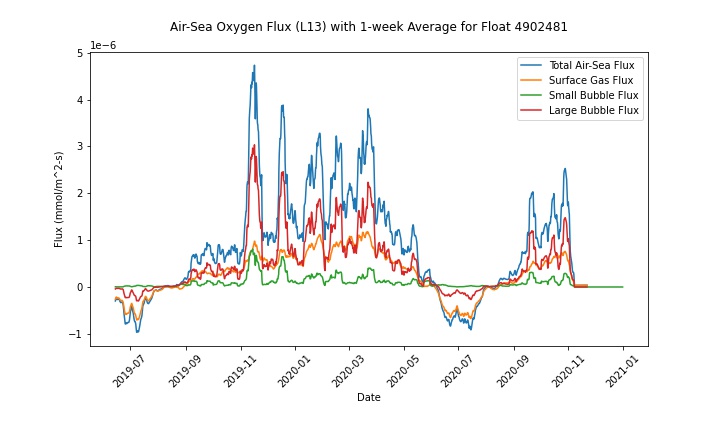 Air-Sea Oxygen Flux (L13) with 1-week Average for Float 4902481
1e−6
5
4
3
2
1
0
−1
Flux (mmol/m^2-s)
Total Air-Sea Flux
Surface Gas Flux
Small Bubble Flux
Large Bubble Flux
2019-07
2019-09
2019-11
2020-01
2020-03
2020-05
2020-07
2020-09
2020-11
2021-01
Date